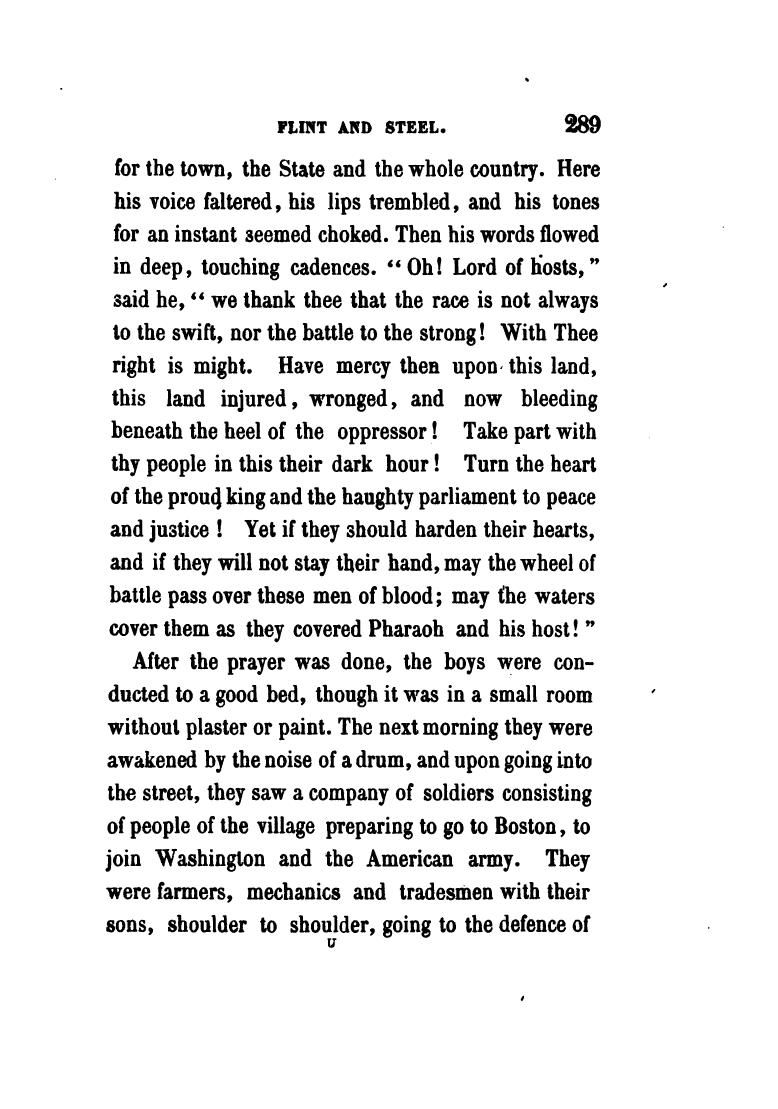 FLINT AND STEEL. 289
for the town, the State and the whole country. Here
his voice faltered, his lips trembled, and his tones
for an instant seemed choked. Then his words flowed
in deep, touching cadences. “Oh! Lord of hosts,”
said he, “we thank thee that the race is not always
to the swift, nor the battle to the strong! With Thee
right is might. Have mercy then upon this land,
this land injured, wronged, and now bleeding
beneath the heel of the oppressor! Take part with
thy people in this their dark hour! Turn the heart
of the proud king and the haughty parliament to peace
and justice! Yet if they should harden their hearts,
and if they will not stay their hand, may the wheel of
battle pass over these men of blood; may the waters
cover them as they covered Pharaoh and his host!”
After the prayer was done, the boys were con-
ducted to a good bed, though it was in a small room
without plaster or paint. The next morning they were
awakened by the noise of a drum, and upon going into
the street, they saw a company of soldiers consisting
of people of the village preparing to go to Boston, to
join Washington and the American army. They
were farmers, mechanics and tradesmen with their
sons, shoulder to shoulder, going to the defence of
U